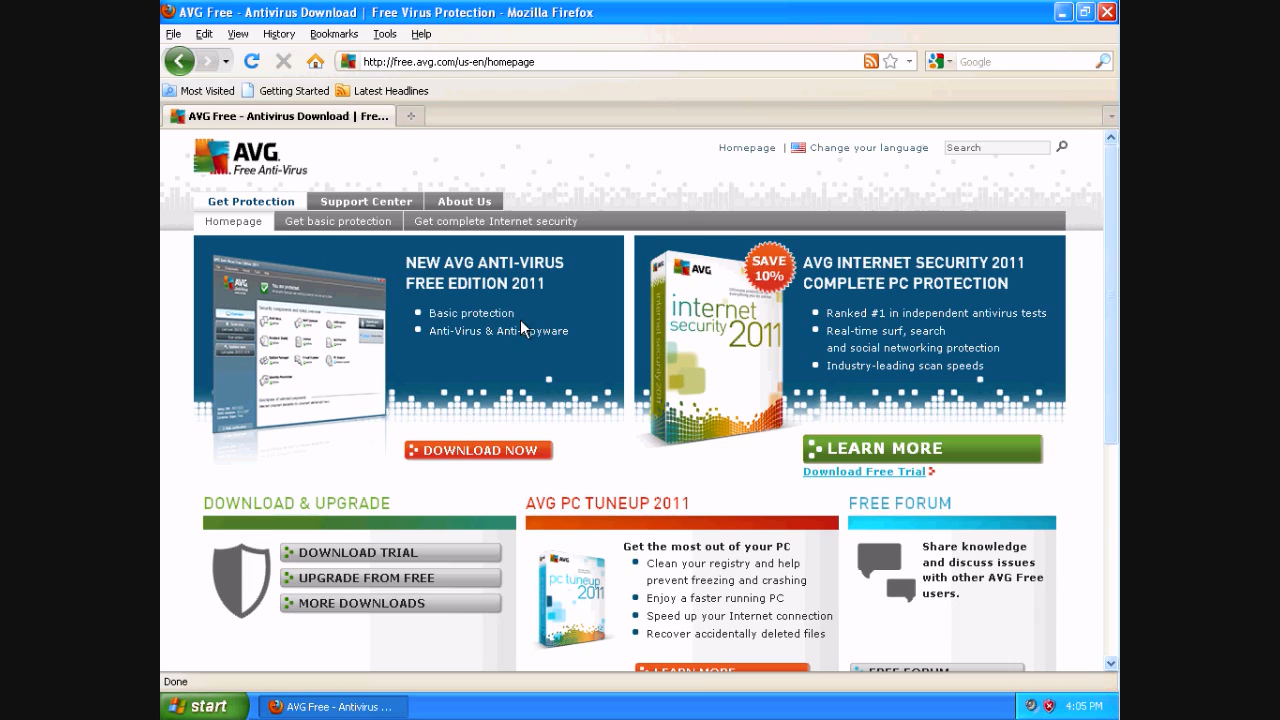 AVG Free - Antivirus Download | Free Virus Protection - Mozilla Firefox
File Edit View History Bookmarks Tools Help
http://free.avg.com/us-en/homepage
Google
Most Visited Getting Started Latest Headlines
AVG Free - Antivirus Download | Fre...
AVG.
Free Anti-Virus
Homepage | Change your language Search
Get Protection Support Center About Us
Homepage Get basic protection Get complete Internet security
NEW AVG ANTI-VIRUS
FREE EDITION 2011
Basic protection
Anti-Virus & Anti-Spyware
DOWNLOAD NOW
AVG
internet
security
2011
SAVE
10%
AVG INTERNET SECURITY 2011
COMPLETE PC PROTECTION
Ranked #1 in independent antivirus tests
Real-time surf, search
and social networking protection
Industry-leading scan speeds
LEARN MORE
Download Free Trial
DOWNLOAD & UPGRADE
DOWNLOAD TRIAL
UPGRADE FROM FREE
MORE DOWNLOADS
AVG PC TUNEUP 2011
pc tuneup
2011
Get the most out of your PC
Clean your registry and help
prevent freezing and crashing
Enjoy a faster running PC
Speed up your Internet connection
Recover accidentally deleted files
LEARN MORE
FREE FORUM
Share knowledge
and discuss issues
with other AVG Free
users.
FREE FORUM
Done
start AVG Free - Antivirus ... 4:05 PM